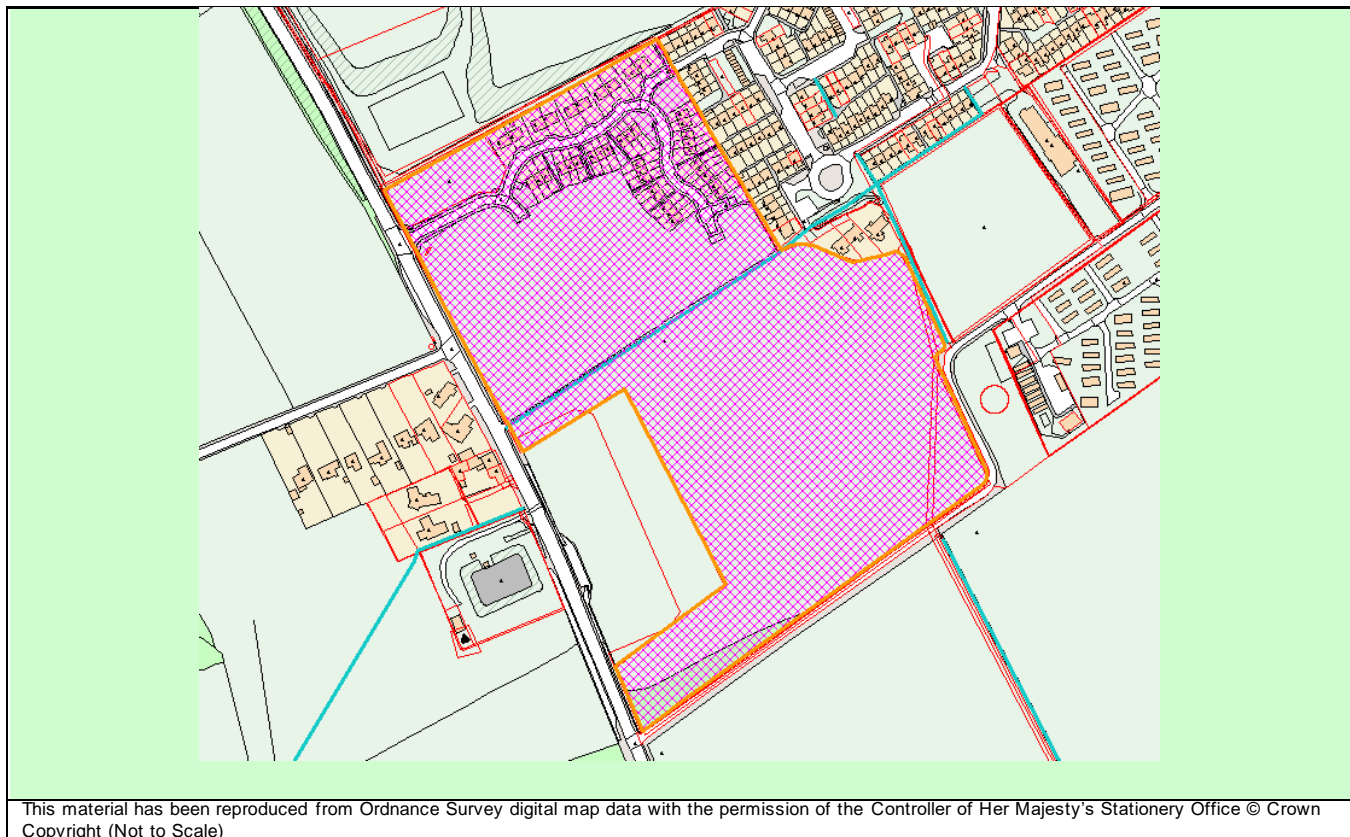 This material has been reproduced from Ordnance Survey digital map data with the permission of the Controller of Her Majesty's Stationery Office © Crown
Copyright (Not to Scale)